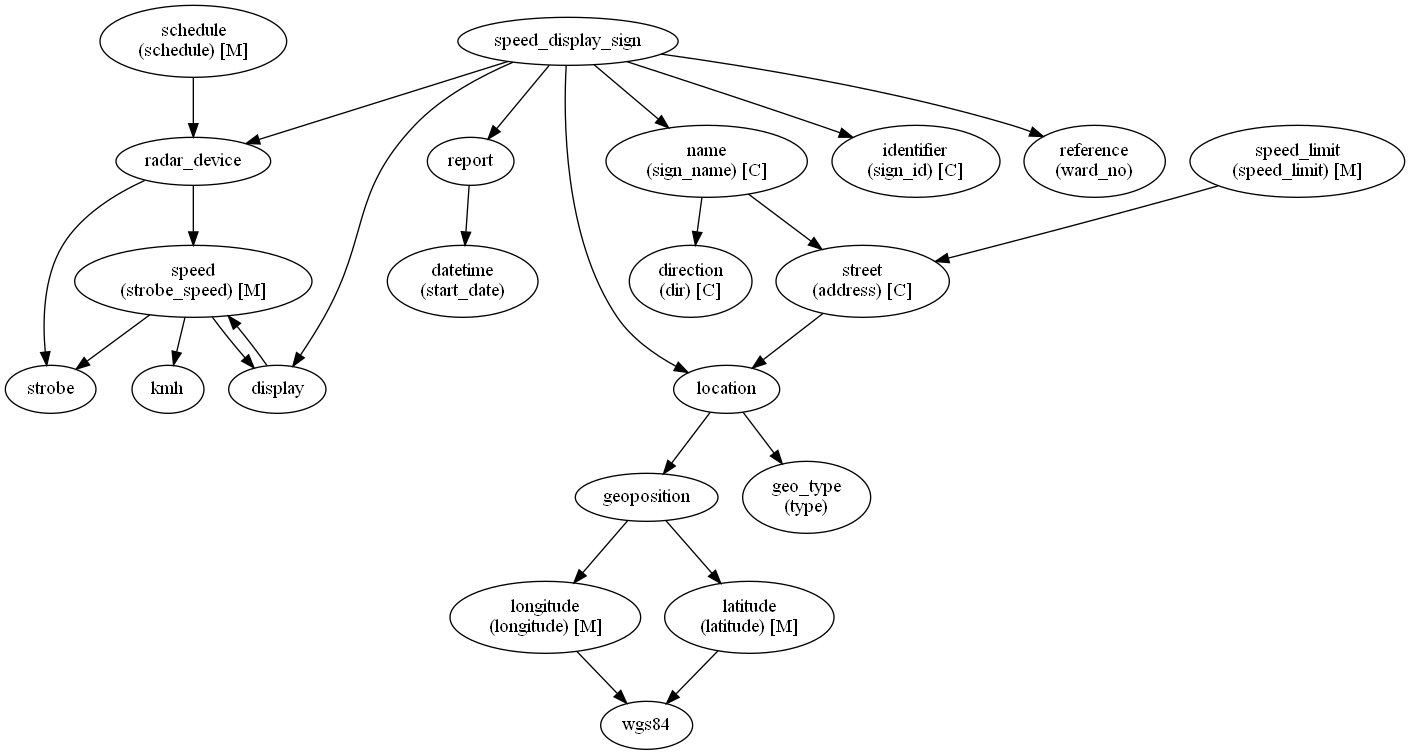 schedule
(schedule) [M]
speed_display_sign
radar_device
report
name
(sign_name) [C]
identifier
(sign_id) [C]
reference
(ward_no)
speed_limit
(speed_limit) [M]
speed
(strobe_speed) [M]
datetime
(start_date)
direction
(dir) [C]
street
(address) [C]
strobe
kmh
display
location
geoposition
geo_type
(type)
longitude
(longitude) [M]
latitude
(latitude) [M]
wgs84